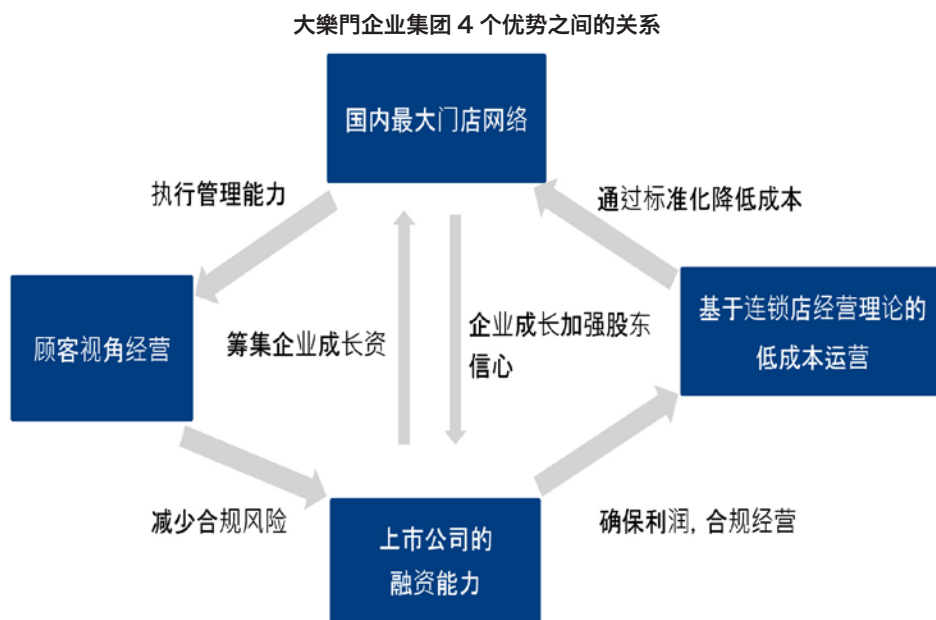 大樂門企业集团 4 个优势之间的关系
国内最大门店网络
执行管理能力
通过标准化降低成本
顾客视角经营
筹集企业成长资
企业成长加强股东
信心
基于连锁店经营理论的
低成本运营
减少合规风险
上市公司的
融资能力
确保利润, 合规经营